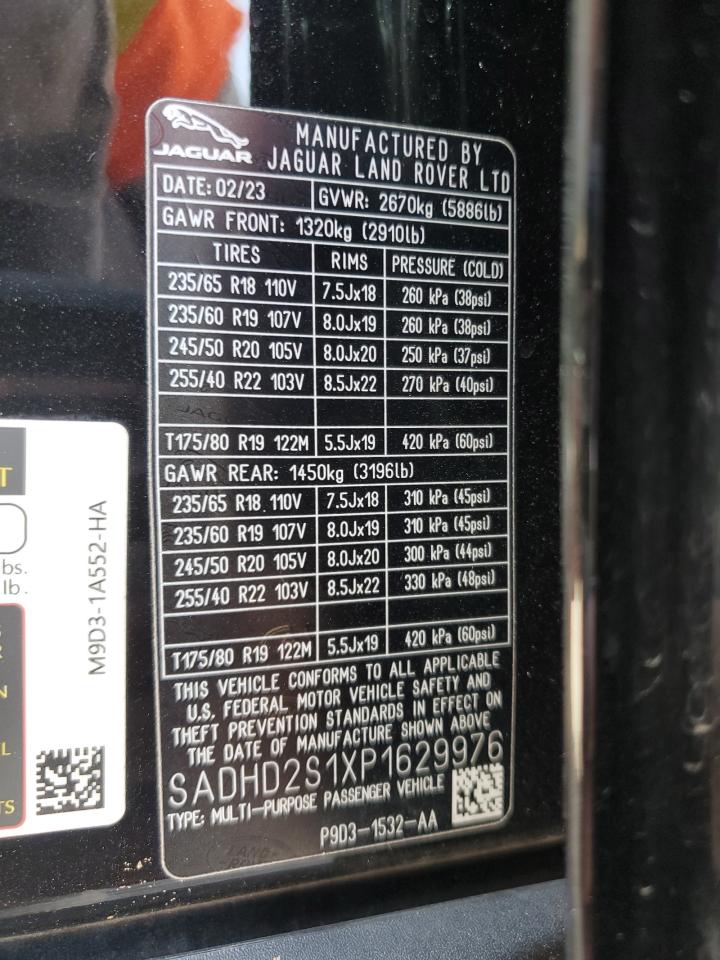 JAGUAR
MANUFACTURED BY
JAGUAR LAND ROVER LTD
DATE: 02/23 GVWR: 2670kg (5886lb)
GAWR FRONT: 1320kg (2910lb)
TIRES RIMS PRESSURE (COLD)
235/65 R18 110V 7.5Jx18 260 kPa (38psi)
235/60 R19 107V 8.0Jx19 260 kPa (38psi)
245/50 R20 105V 8.0Jx20 250 kPa (37psi)
255/40 R22 103V 8.5Jx22 270 kPa (40psi)
JAGUAR
T175/80 R19 122M 5.5Jx19 420 kPa (60psi)
GAWR REAR: 1450kg (3196lb)
235/65 R18 110V 7.5Jx18 310 kPa (45psi)
235/60 R19 107V 8.0Jx19 310 kPa (45psi)
245/50 R20 105V 8.0Jx20 300 kPa (44psi)
255/40 R22 103V 8.5Jx22 330 kPa (48psi)
T175/80 R19 122M 5.5Jx19 420 kPa (60psi)
THIS VEHICLE CONFORMS TO ALL APPLICABLE
U.S. FEDERAL MOTOR VEHICLE SAFETY AND
THEFT PREVENTION STANDARDS IN EFFECT ON
THE DATE OF MANUFACTURE SHOWN ABOVE
SADHD2S1XP1629976
TYPE: MULTI-PURPOSE PASSENGER VEHICLE
P9D3-1532-AA
LAND-
ROVER
T
lbs.
lb.
R
N
L
TS
M9D3-1A552-HA